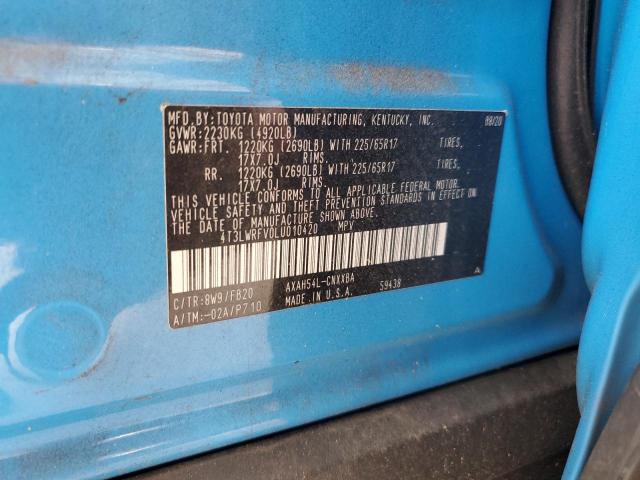 MFD.BY:TOYOTA MOTOR MANUFACTURING, KENTUCKY, INC. 08/20
GVWR:2230KG (4920LB)
GAWR:FRT. 1220KG (2690LB) WITH 225/65R17 TIRES,
17X7.0J RIMS.
RR. 1220KG (2690LB) WITH 225/65R17 TIRES,
17X7.0J RIMS.
THIS VEHICLE CONFORMS TO ALL APPLICABLE FEDERAL MOTOR
VEHICLE SAFETY AND THEFT PREVENTION STANDARDS IN EFFECT ON
THE DATE OF MANUFACTURE SHOWN ABOVE.
4T3LWRFV0LU010420 MPV
AXAH54L-CNXXBA 59438
C/TR:8W9/FB20 MADE IN U.S.A.
A/TM:-02A/P710